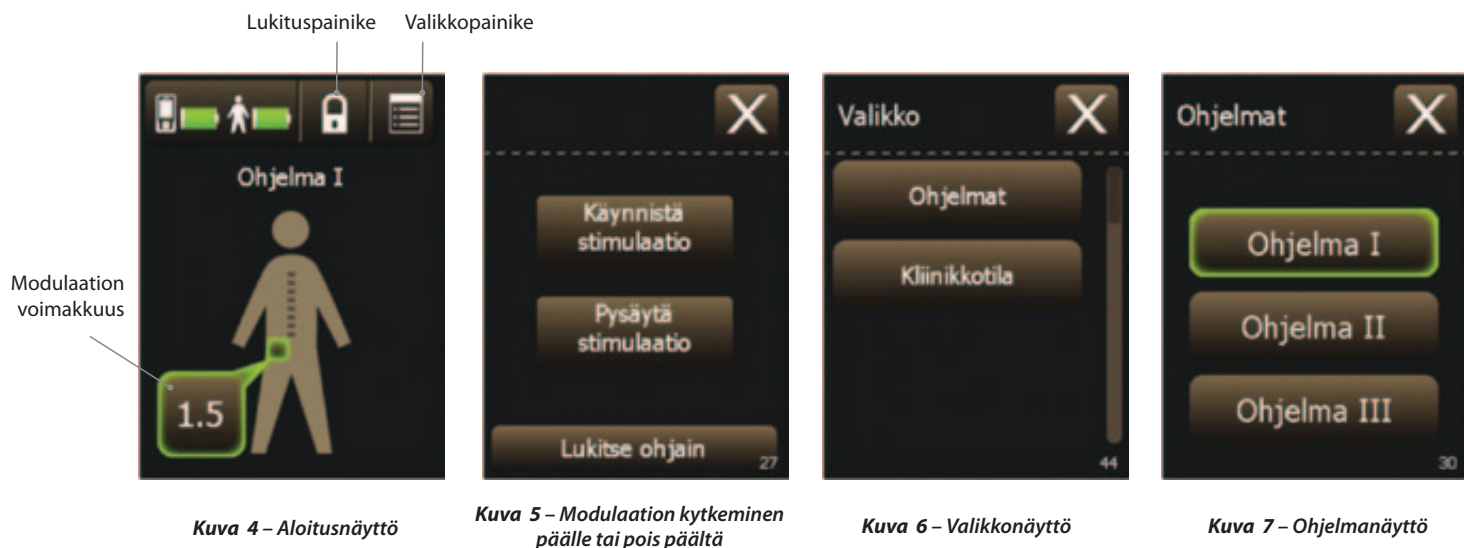 Lukituspainike
Valikkopainike
Ohjelma I
Modulaation
voimakkuus
1.5
Kuva 4 – Aloitusnäyttö
Käynnistä
stimulaatio
Pysäytä
stimulaatio
Lukitse ohjain
27
Kuva 5 – Modulaation kytkeminen
päälle tai pois päältä
Valikko
X
Ohjelmat
Kliinikkotila
44
Kuva 6 – Valikkonäyttö
Ohjelmat
X
Ohjelma I
Ohjelma II
Ohjelma III
30
Kuva 7 – Ohjelmanäyttö